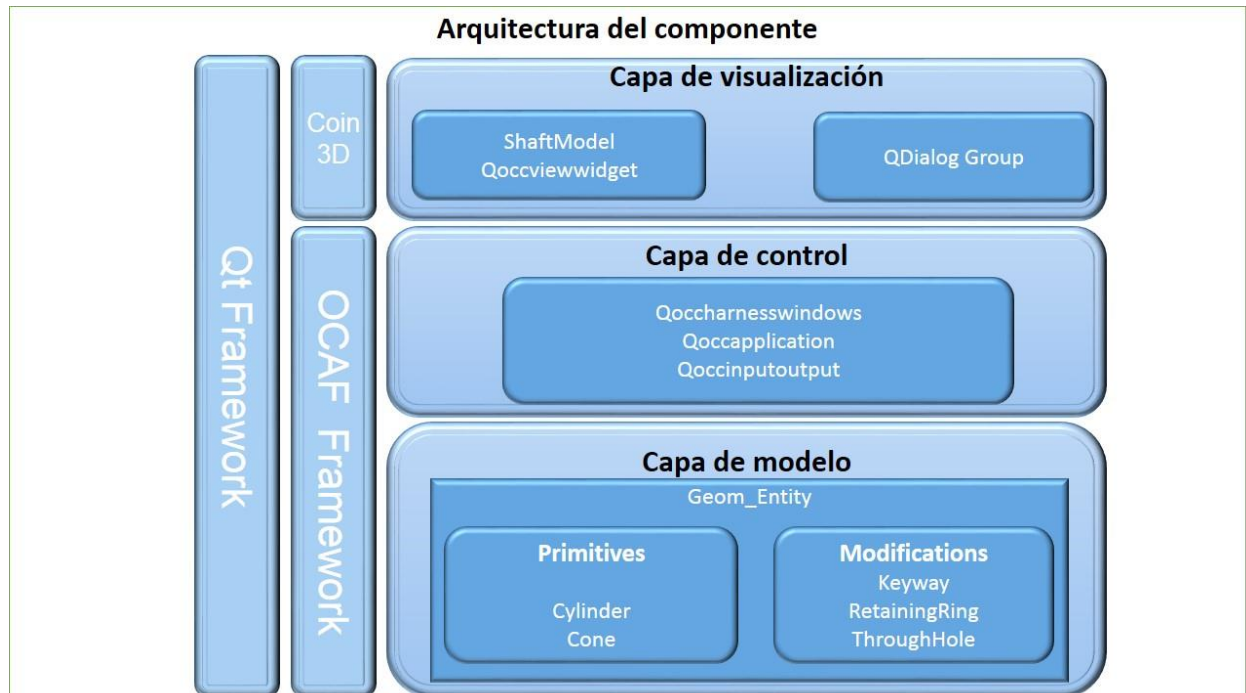 Arquitectura del componente
Qt Framework
Coin
3D
OCAF Framework
Capa de visualización
ShaftModel
Qoccviewwidget
QDialog Group
Capa de control
Qoccharnesswindows
Qoccapplication
Qoccinputoutput
Capa de modelo
Geom_Entity
Primitives
Cylinder
Cone
Modifications
Keyway
RetainingRing
ThroughHole